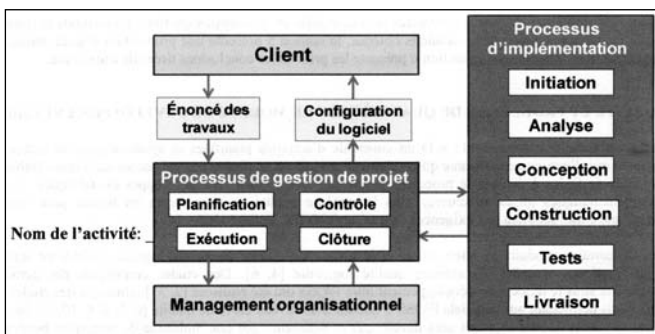 Client
Énoncé des
travaux
Configuration
du logiciel
Processus de gestion de projet
Planification
Contrôle
Nom de l'activité:
Exécution
Clôture
Management organisationnel
Processus
d'implémentation
Initiation
Analyse
Conception
Construction
Tests
Livraison